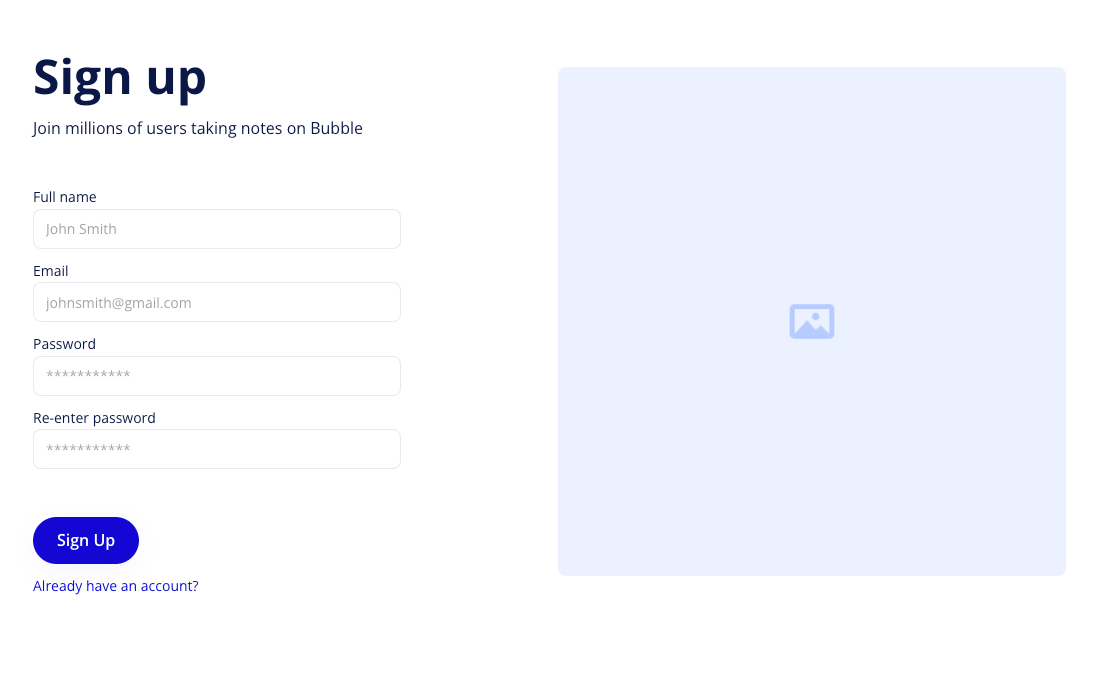 Sign up
Join millions of users taking notes on Bubble
Full name
John Smith
Email
johnsmith@gmail.com
Password
***********
Re-enter password
***********
Sign Up
Already have an account?